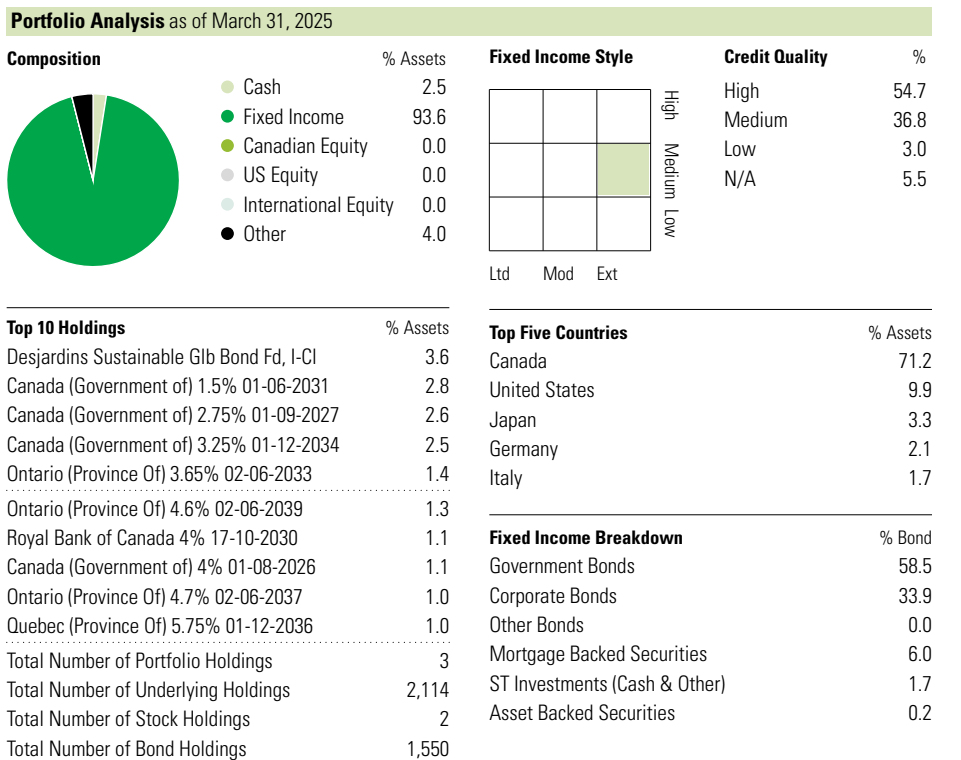 Portfolio Analysis as of March 31, 2025
Composition % Assets
Cash 2.5
Fixed Income 93.6
Canadian Equity 0.0
US Equity 0.0
International Equity 0.0
Other 4.0
Fixed Income Style
High
Medium
Low
Ltd Mod Ext
Credit Quality %
High 54.7
Medium 36.8
Low 3.0
N/A 5.5
Top 10 Holdings % Assets
Desjardins Sustainable Glb Bond Fd, I-Cl 3.6
Canada (Government of) 1.5% 01-06-2031 2.8
Canada (Government of) 2.75% 01-09-2027 2.6
Canada (Government of) 3.25% 01-12-2034 2.5
Ontario (Province Of) 3.65% 02-06-2033 1.4
Ontario (Province Of) 4.6% 02-06-2039 1.3
Royal Bank of Canada 4% 17-10-2030 1.1
Canada (Government of) 4% 01-08-2026 1.1
Ontario (Province Of) 4.7% 02-06-2037 1.0
Quebec (Province Of) 5.75% 01-12-2036 1.0
Total Number of Portfolio Holdings 3
Total Number of Underlying Holdings 2,114
Total Number of Stock Holdings 2
Total Number of Bond Holdings 1,550
Top Five Countries % Assets
Canada 71.2
United States 9.9
Japan 3.3
Germany 2.1
Italy 1.7
Fixed Income Breakdown % Bond
Government Bonds 58.5
Corporate Bonds 33.9
Other Bonds 0.0
Mortgage Backed Securities 6.0
ST Investments (Cash & Other) 1.7
Asset Backed Securities 0.2